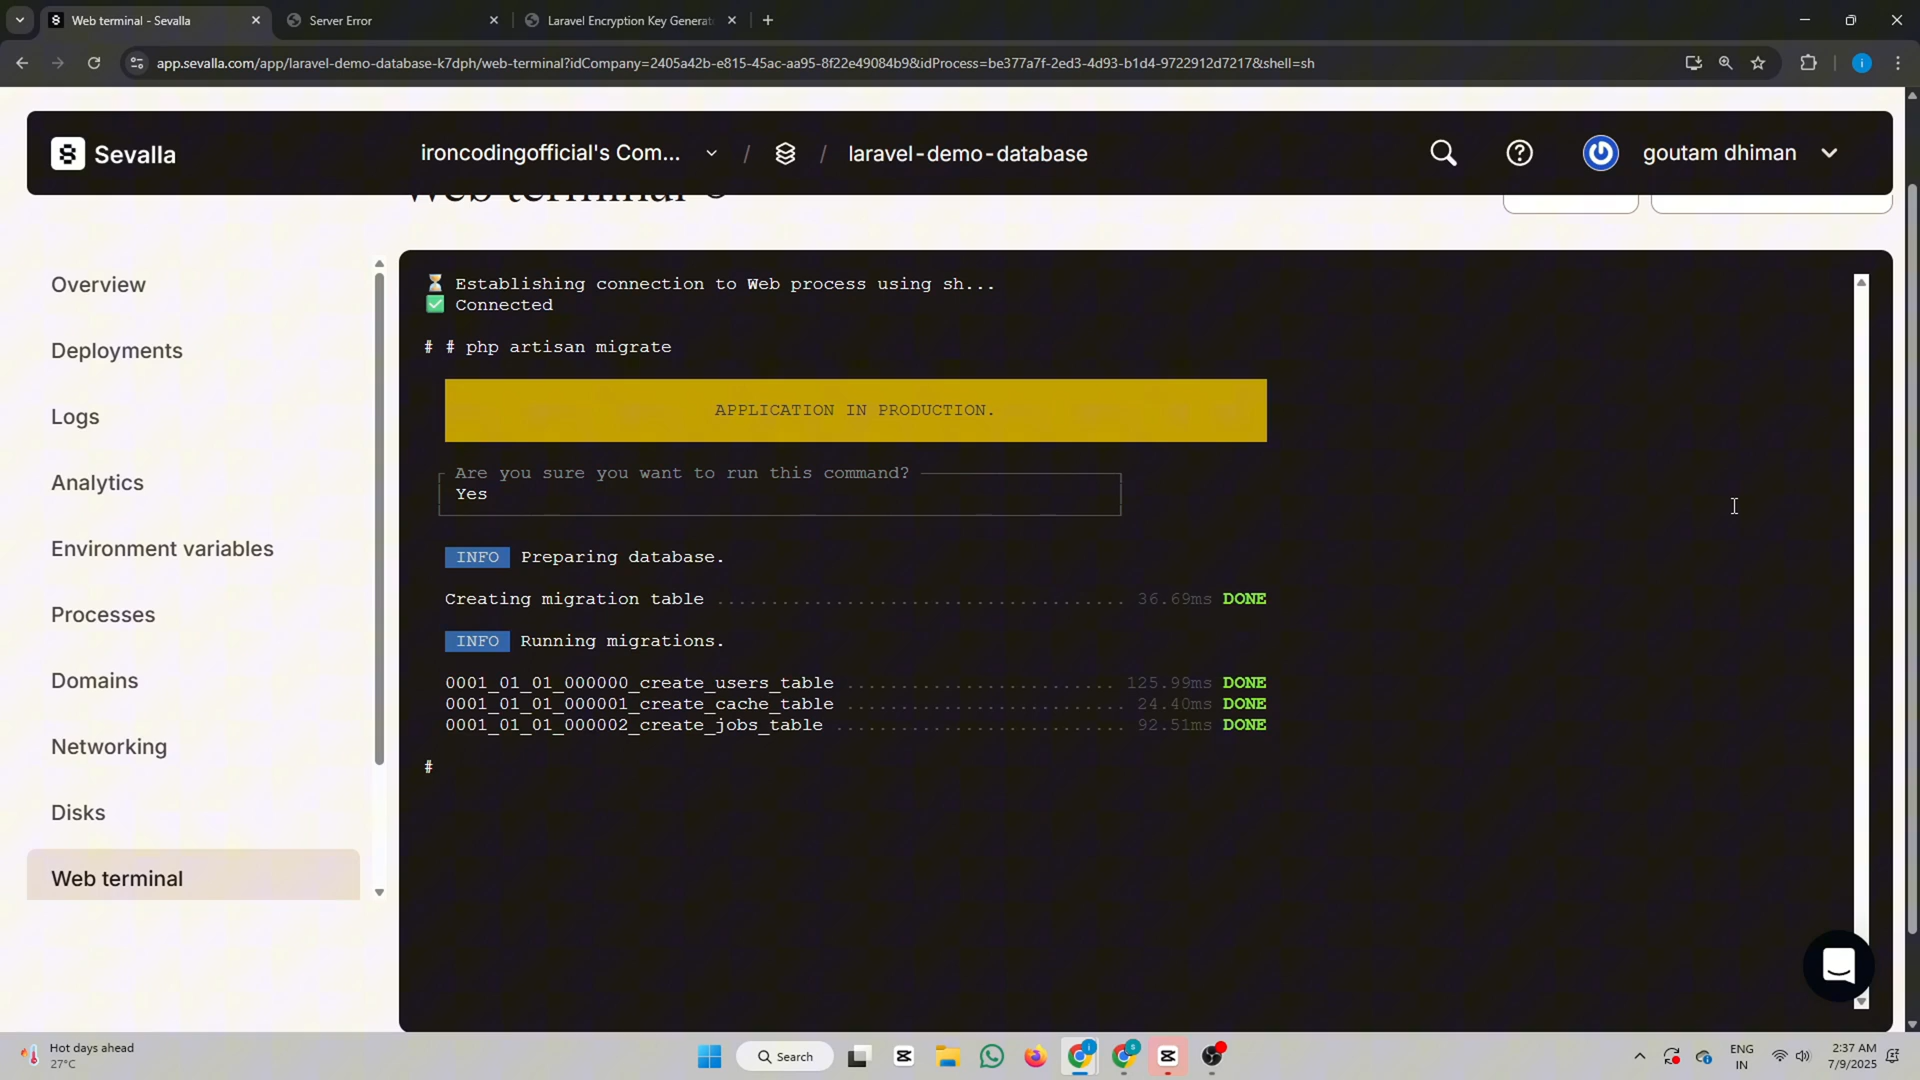 Web terminal - Sevalla
Server Error
Laravel Encryption Key Generat
app.sevalla.com/app/laravel-demo-database-k7dph/web-terminal?idCompany=2405a42b-e815-45ac-aa95-8f22e49084b9&idProcess=be377a7f-2ed3-4d93-b1d4-9722912d7217&shell=sh
Sevalla
ironcodingofficial's Com... / / laravel-demo-database
goutam dhiman
Web terminal
Overview
Deployments
Logs
Analytics
Environment variables
Processes
Domains
Networking
Disks
Web terminal
Establishing connection to Web process using sh...
Connected
# # php artisan migrate
APPLICATION IN PRODUCTION.
Are you sure you want to run this command?
Yes
INFO Preparing database.
Creating migration table ...................................... 36.69ms DONE
INFO Running migrations.
0001_01_01_000000_create_users_table ......................... 125.99ms DONE
0001_01_01_000001_create_cache_table .......................... 24.40ms DONE
0001_01_01_000002_create_jobs_table ........................... 92.51ms DONE
#
Hot days ahead
27°C
Search
ENG
IN
2:37 AM
7/9/2025